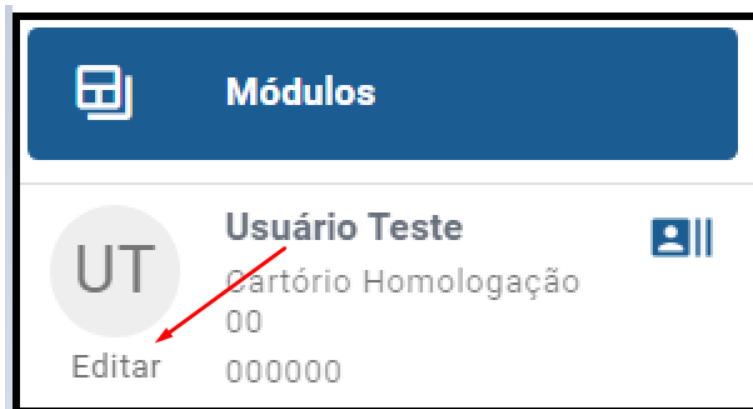 Módulos
UT
Usuário Teste
Cartório Homologação
00
Editar
000000